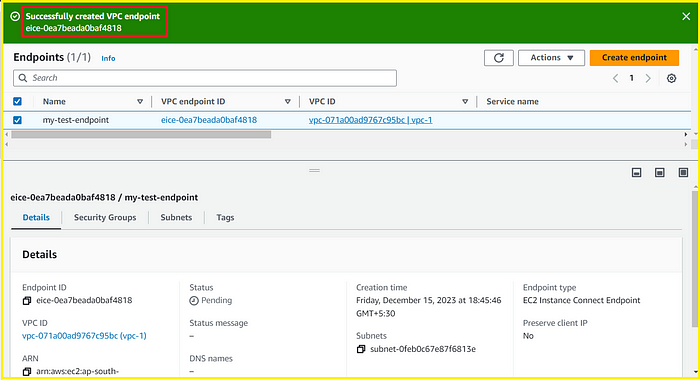 Successfully created VPC endpoint
eice-0ea7beada0baf4818
Endpoints (1/1) Info
Actions
Create endpoint
Search
1
Name VPC endpoint ID VPC ID Service name
my-test-endpoint eice-0ea7beada0baf4818 vpc-071a00ad9767c95bc | vpc-1
eice-0ea7beada0baf4818 / my-test-endpoint
Details Security Groups Subnets Tags
Details
Endpoint ID
eice-0ea7beada0baf4818
VPC ID
vpc-071a00ad9767c95bc (vpc-1)
ARN
arn:aws:ec2:ap-south-
Status
Pending
Status message
–
DNS names
–
Creation time
Friday, December 15, 2023 at 18:45:46
GMT+5:30
Subnets
subnet-0feb0c67e87f6813e
Endpoint type
EC2 Instance Connect Endpoint
Preserve client IP
No